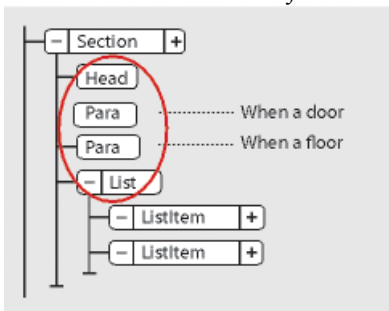 − Section +
Head
Para When a door
Para When a floor
− List
− ListItem +
− ListItem +